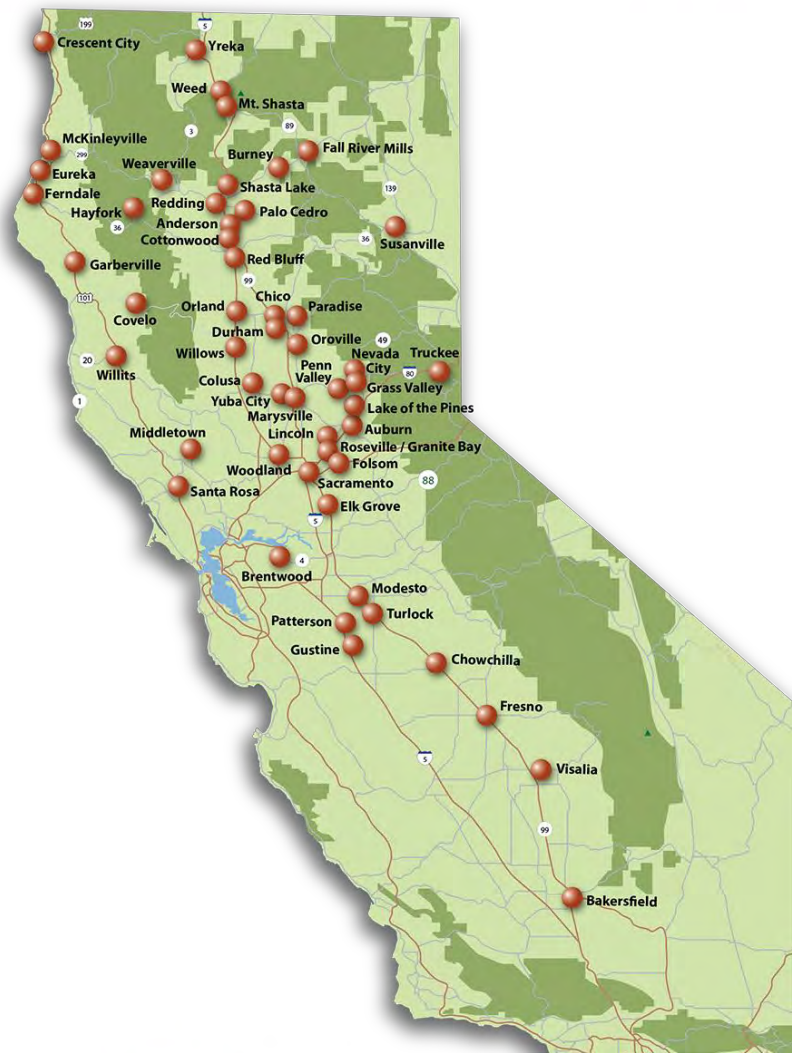 199
5
Crescent City
Yreka
Weed
Mt. Shasta
3
89
McKinleyville
299
Weaverville
Burney
Fall River Mills
Eureka
Ferndale
Hayfork
Redding
Shasta Lake
139
Palo Cedro
Anderson
36
Cottonwood
36
Susanville
Garberville
Red Bluff
99
101
Covelo
Orland
Chico
Paradise
Durham
Oroville
49
Willows
Nevada
City
Truckee
20
Willits
Penn
Valley
80
Colusa
Grass Valley
1
Yuba City
Marysville
Lake of the Pines
Middletown
Lincoln
Auburn
Roseville / Granite Bay
Woodland
Folsom
Sacramento
88
Santa Rosa
Elk Grove
5
4
Brentwood
Modesto
Turlock
Patterson
Gustine
Chowchilla
Fresno
5
Visalia
99
Bakersfield